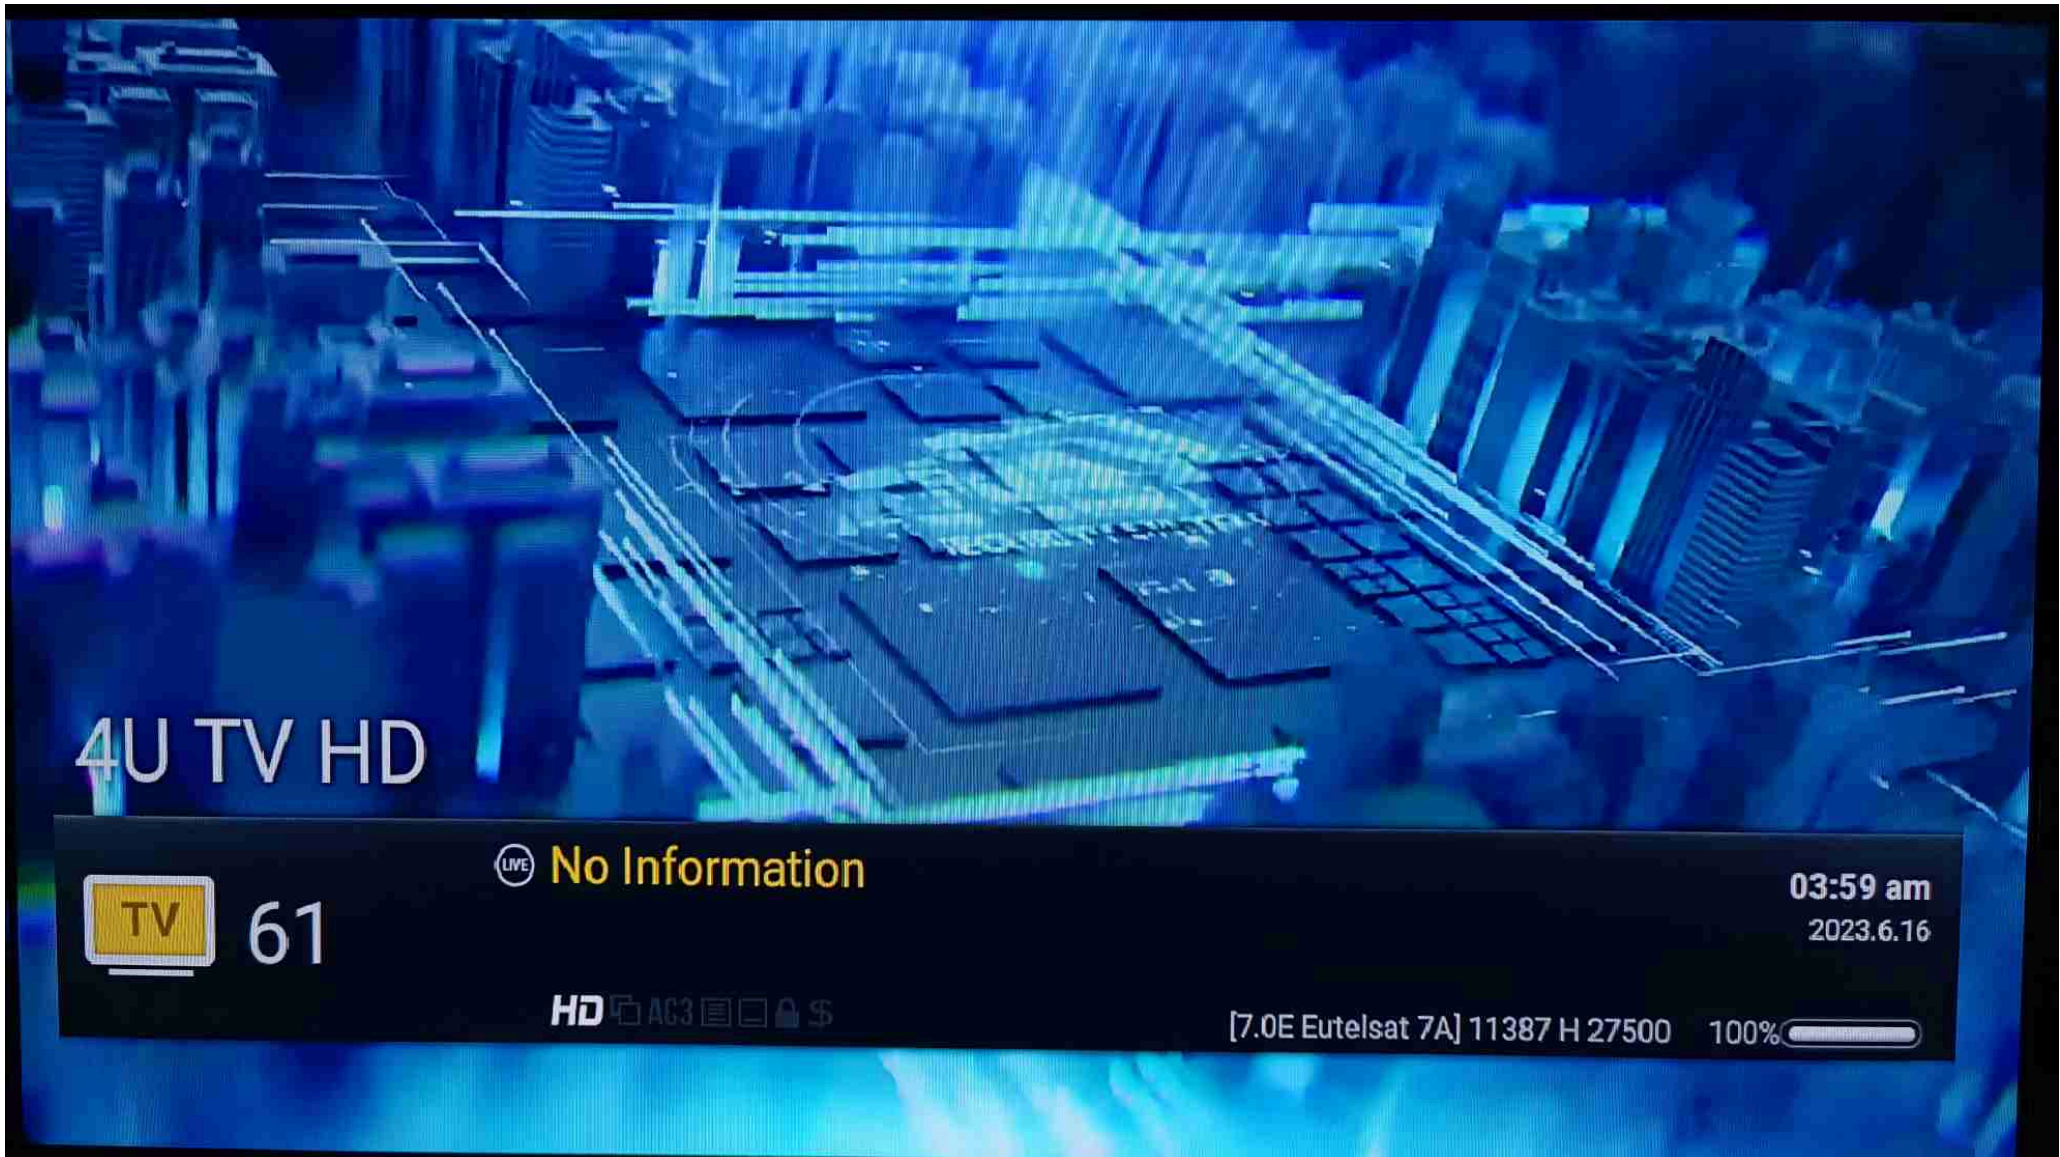 4U TV HD
LIVE No Information
TV 61
03:59 am
2023.6.16
HD AC3 $
[7.0E Eutelsat 7A] 11387 H 27500 100%